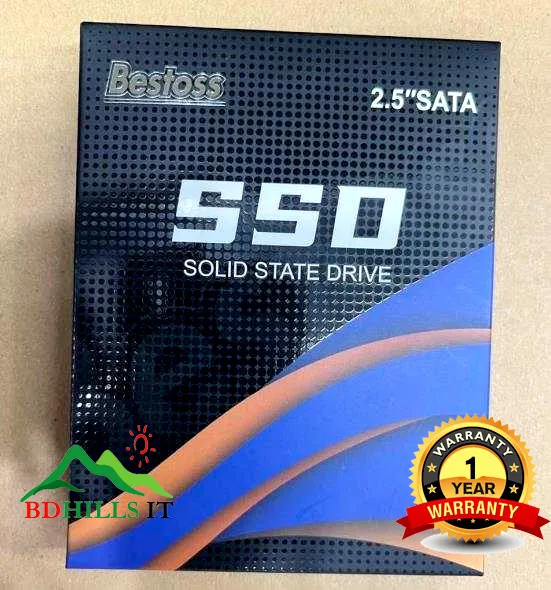 Bestoss
2.5"SATA
SSD
SOLID STATE DRIVE
BDHILLS IT
WARRANTY
1
YEAR
WARRANTY